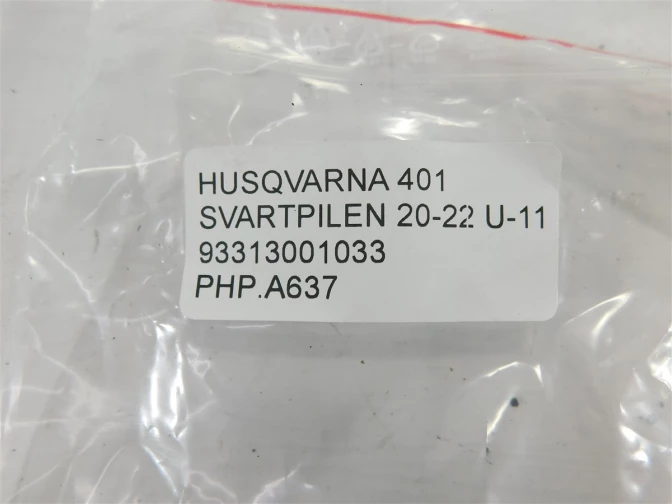 HUSQVARNA 401
SVARTPILEN 20-22 U-11
93313001033
PHP.A637